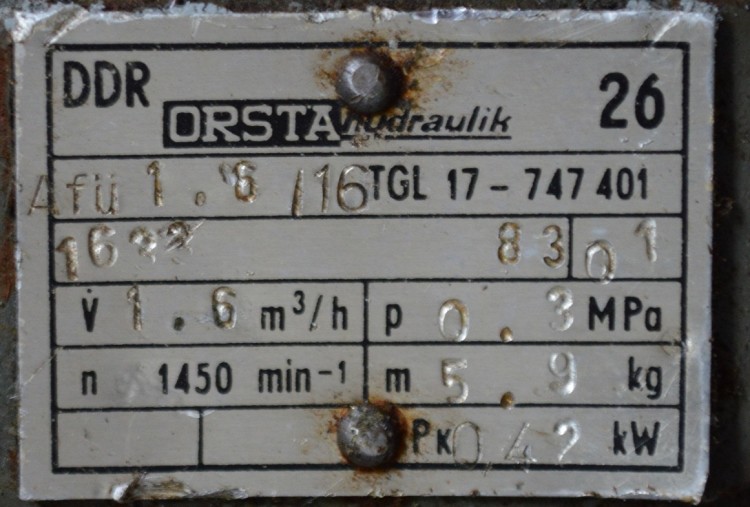 DDR 26
ORSTA hydraulik
Afü 1.6/16 TGL 17-747 401
1622 83 01
V̇ 1.6 m³/h p 0.3 MPa
n 1450 min⁻¹ m 5.9 kg
Pk 0,42 kW